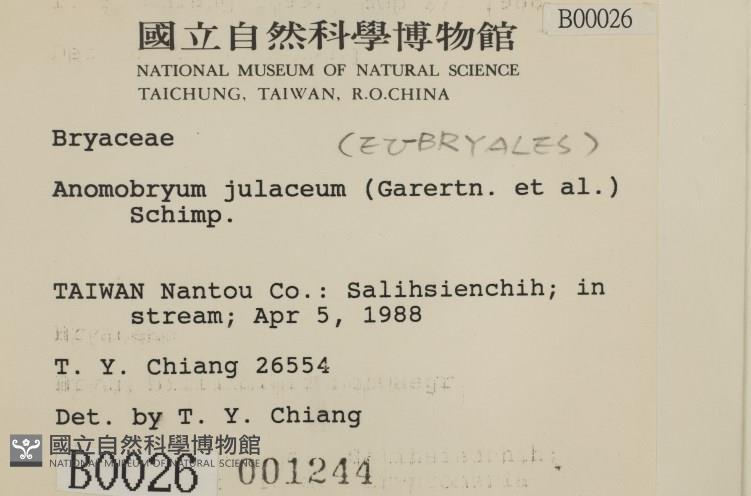 B00026
國立自然科學博物館
NATIONAL MUSEUM OF NATURAL SCIENCE
TAICHUNG, TAIWAN, R.O.CHINA
Bryaceae (EU-BRYALES)
Anomobryum julaceum (Garertn. et al.)
Schimp.
TAIWAN Nantou Co.: Salihsienchih; in
stream; Apr 5, 1988
T. Y. Chiang 26554
Det. by T. Y. Chiang
國立自然科學博物館
NATIONAL MUSEUM OF NATURAL SCIENCE
B0026 001244